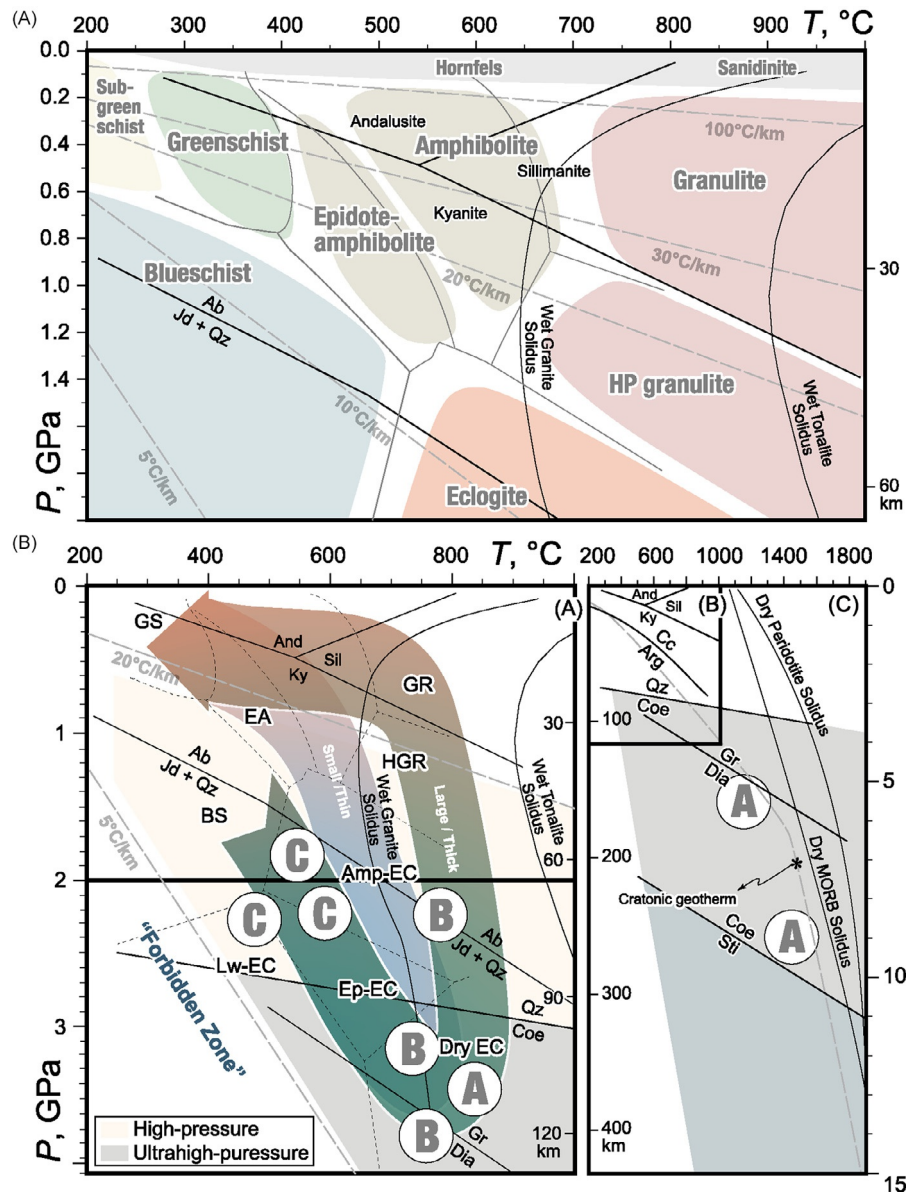 (A)
T, °C
200 300 400 500 600 700 800 900
0.0
0.2
0.4
0.6
0.8
1.0
1.2
1.4
P, GPa
30
60
km
Hornfels
Sanidinite
Sub-
green
schist
Greenschist
Andalusite
Amphibolite
100°C/km
Sillimanite
Granulite
Kyanite
Epidote-
amphibolite
30°C/km
20°C/km
Blueschist
Ab
Jd + Qz
Wet Granite
Solidus
HP granulite
10°C/km
5°C/km
Wet Tonalite
Solidus
Eclogite
(B)
T, °C
200 400 600 800
0
1
2
3
P, GPa
(A)
GS
And
Sil
Ky
20°C/km
GR
EA
30
HGR
Ab
Jd + Qz
Small /Thin
Wet Granite
Solidus
Large / Thick
Wet Tonalite
Solidus
BS
5°C/km
60
C
Amp-EC
C
C
B
Ab
Jd + Qz
"Forbidden
Zone"
Lw-EC
Ep-EC
90
Qz
Coe
B
Dry EC
A
B
Gr
Dia
120
km
High-pressure
Ultrahigh-puressure
200 600 1000 1400 1800
0
5
10
15
(B)
(C)
And
Sil
Ky
Cc
Arg
Qz
Coe
100
Dry Peridotite Solidus
Gr
Dia
A
200
*
Cratonic geotherm
Dry MORB Solidus
A
Coe
Sti
300
400
km